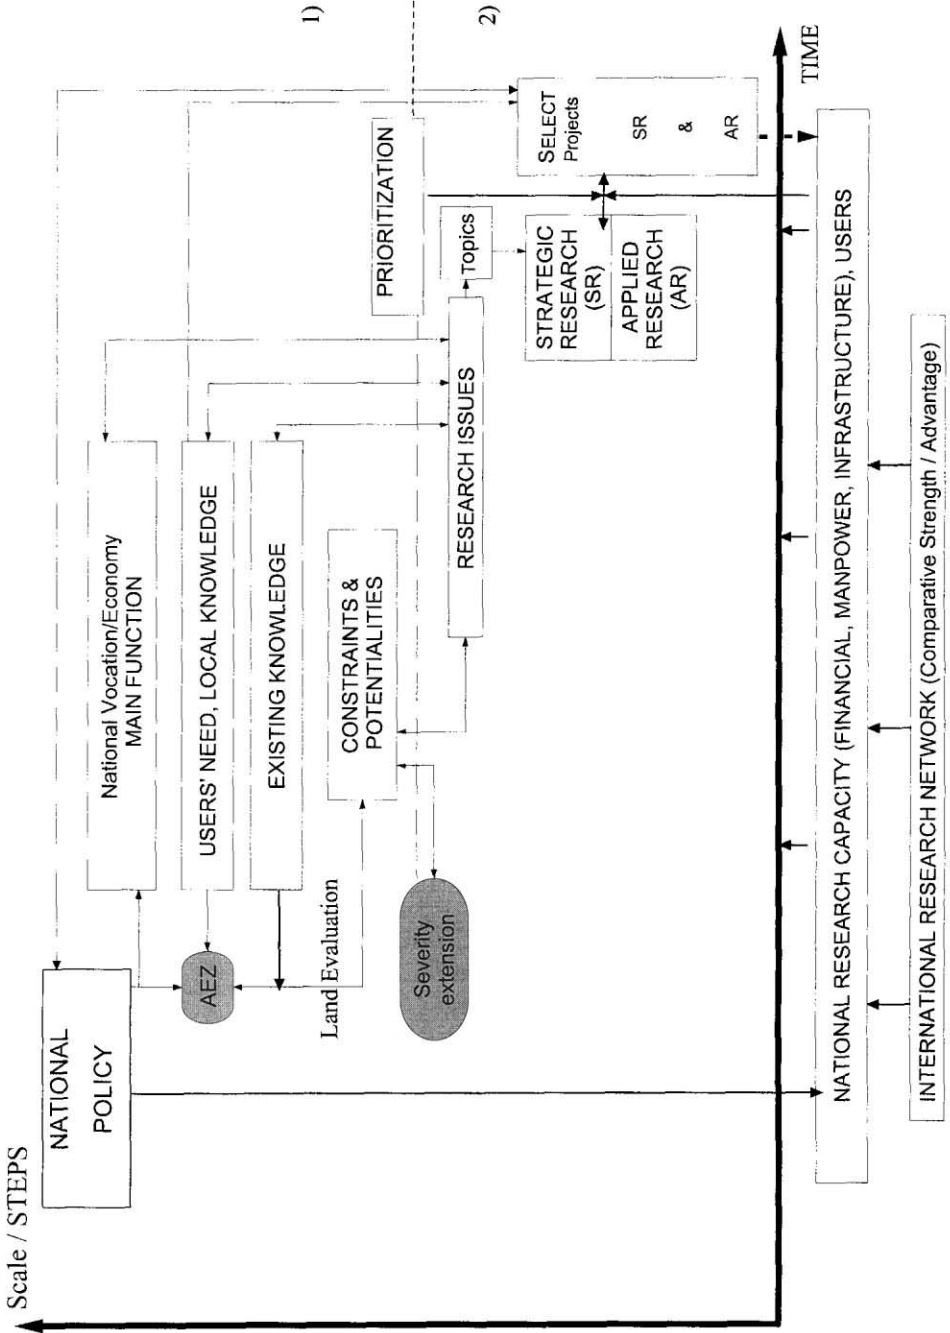 Scale / STEPS
NATIONAL
POLICY
National Vocation/Economy
MAIN FUNCTION
AEZ
USERS' NEED, LOCAL KNOWLEDGE
EXISTING KNOWLEDGE
Land Evaluation
CONSTRAINTS &
POTENTIALITIES
Severity
extension
PRIORITIZATION
1)
2)
RESEARCH ISSUES
Topics
STRATEGIC
RESEARCH
(SR)
APPLIED
RESEARCH
(AR)
SELECT
Projects
SR
&
AR
TIME
NATIONAL RESEARCH CAPACITY (FINANCIAL, MANPOWER, INFRASTRUCTURE), USERS
INTERNATIONAL RESEARCH NETWORK (Comparative Strength / Advantage)